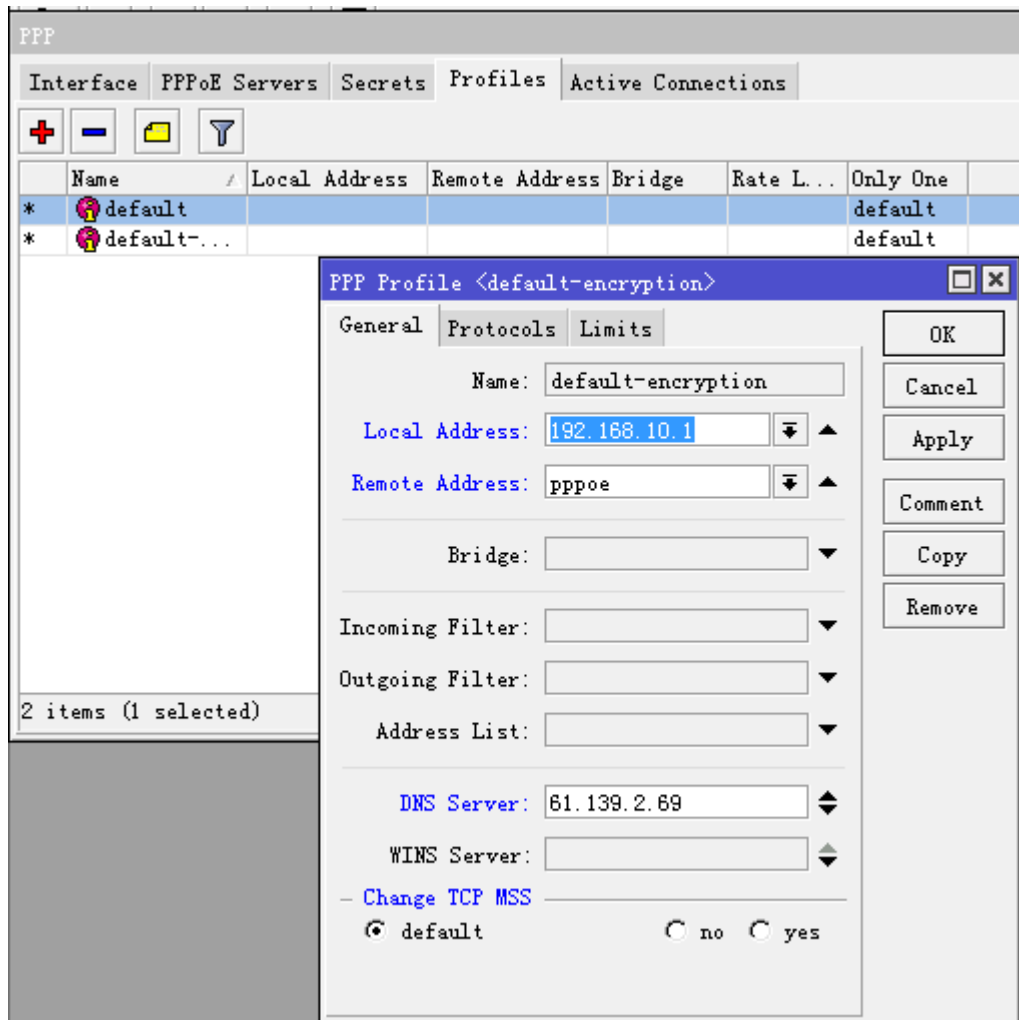 PPP
Interface PPPoE Servers Secrets Profiles Active Connections
Name Local Address Remote Address Bridge Rate L... Only One
* default default
* default-... default
PPP Profile <default-encryption>
General Protocols Limits
OK
Name: default-encryption
Cancel
Local Address: 192.168.10.1
Apply
Remote Address: pppoe
Comment
Bridge:
Copy
Remove
Incoming Filter:
Outgoing Filter:
2 items (1 selected)
Address List:
DNS Server: 61.139.2.69
WINS Server:
Change TCP MSS
default no yes